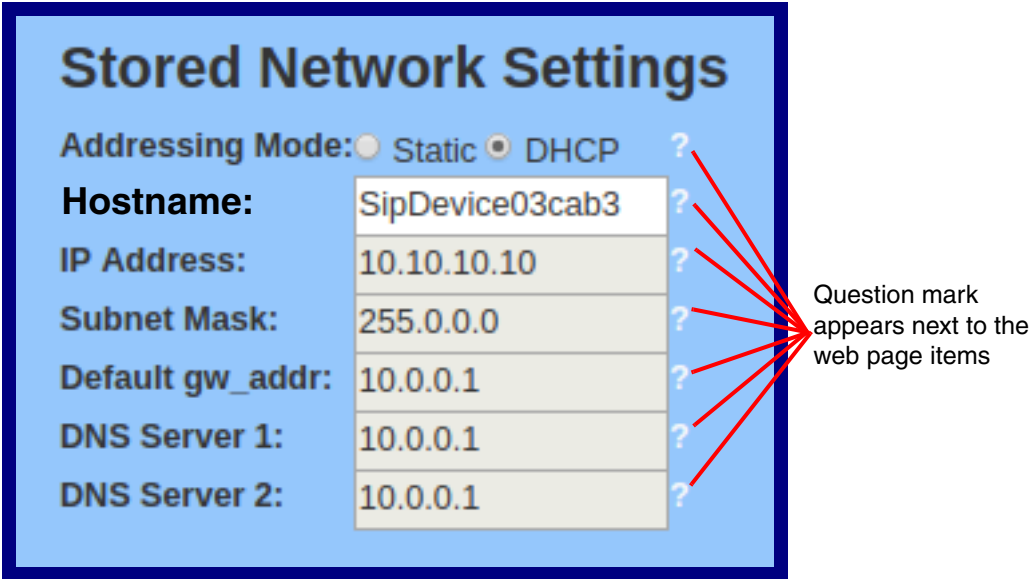 Stored Network Settings
Addressing Mode: Static DHCP ?
Hostname: SipDevice03cab3 ?
IP Address: 10.10.10.10 ?
Subnet Mask: 255.0.0.0 ?
Default gw_addr: 10.0.0.1 ?
DNS Server 1: 10.0.0.1 ?
DNS Server 2: 10.0.0.1 ?
Question mark
appears next to the
web page items